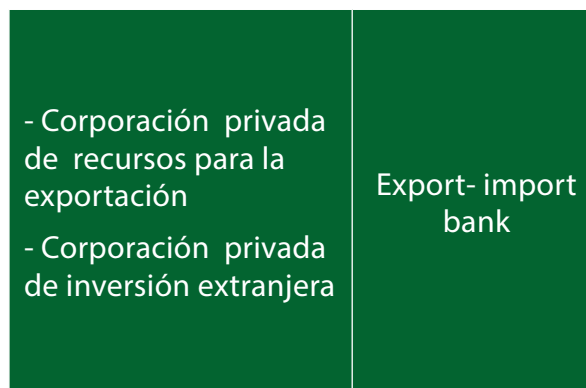 - Corporación privada
de recursos para la
exportación
- Corporación privada
de inversión extranjera
Export- import
bank